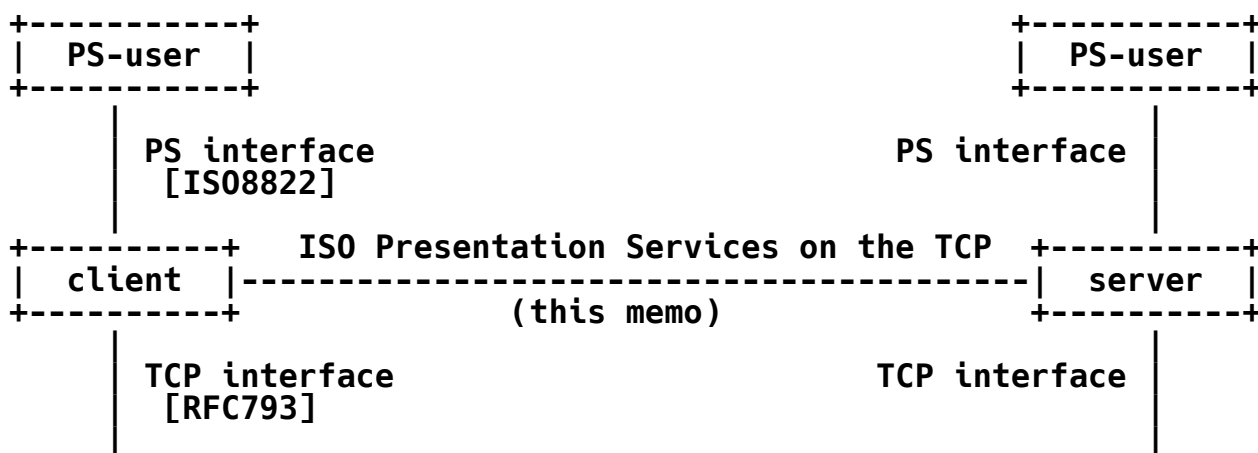 PS-user PS-user
PS interface PS interface
[ISO8822]
ISO Presentation Services on the TCP
client server
(this memo)
TCP interface TCP interface
[RFC793]